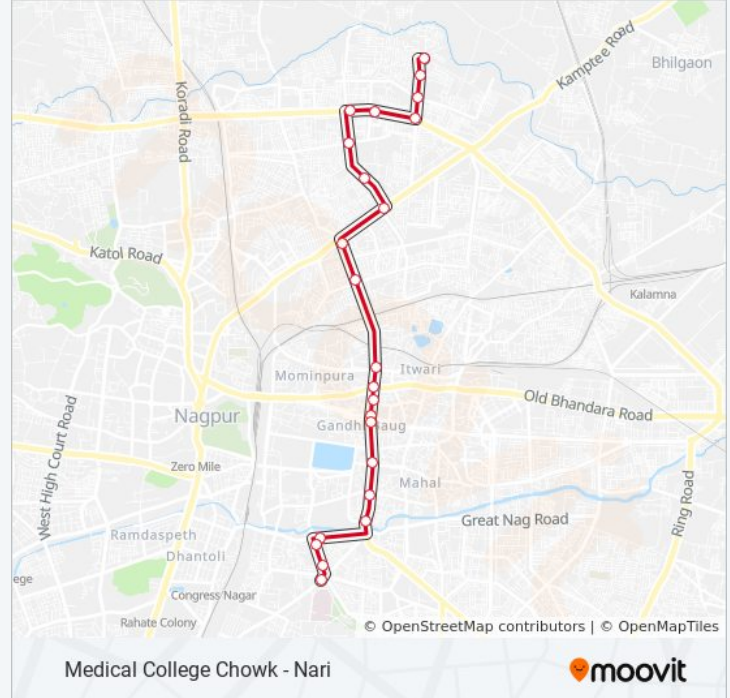 Kamptee Road
Bhilgaon
Koradi Road
Katol Road
Kalamna
Mominpura
Itwari
Old Bhandara Road
Nagpur
West High Court Road
Zero Mile
Mahal
Ring Road
Great Nag Road
Ramdaspeth
Dhantoli
ege
Congress Nagar
Rahate Colony
© OpenStreetMap contributors | © OpenMapTiles
Medical College Chowk - Nari
moovit